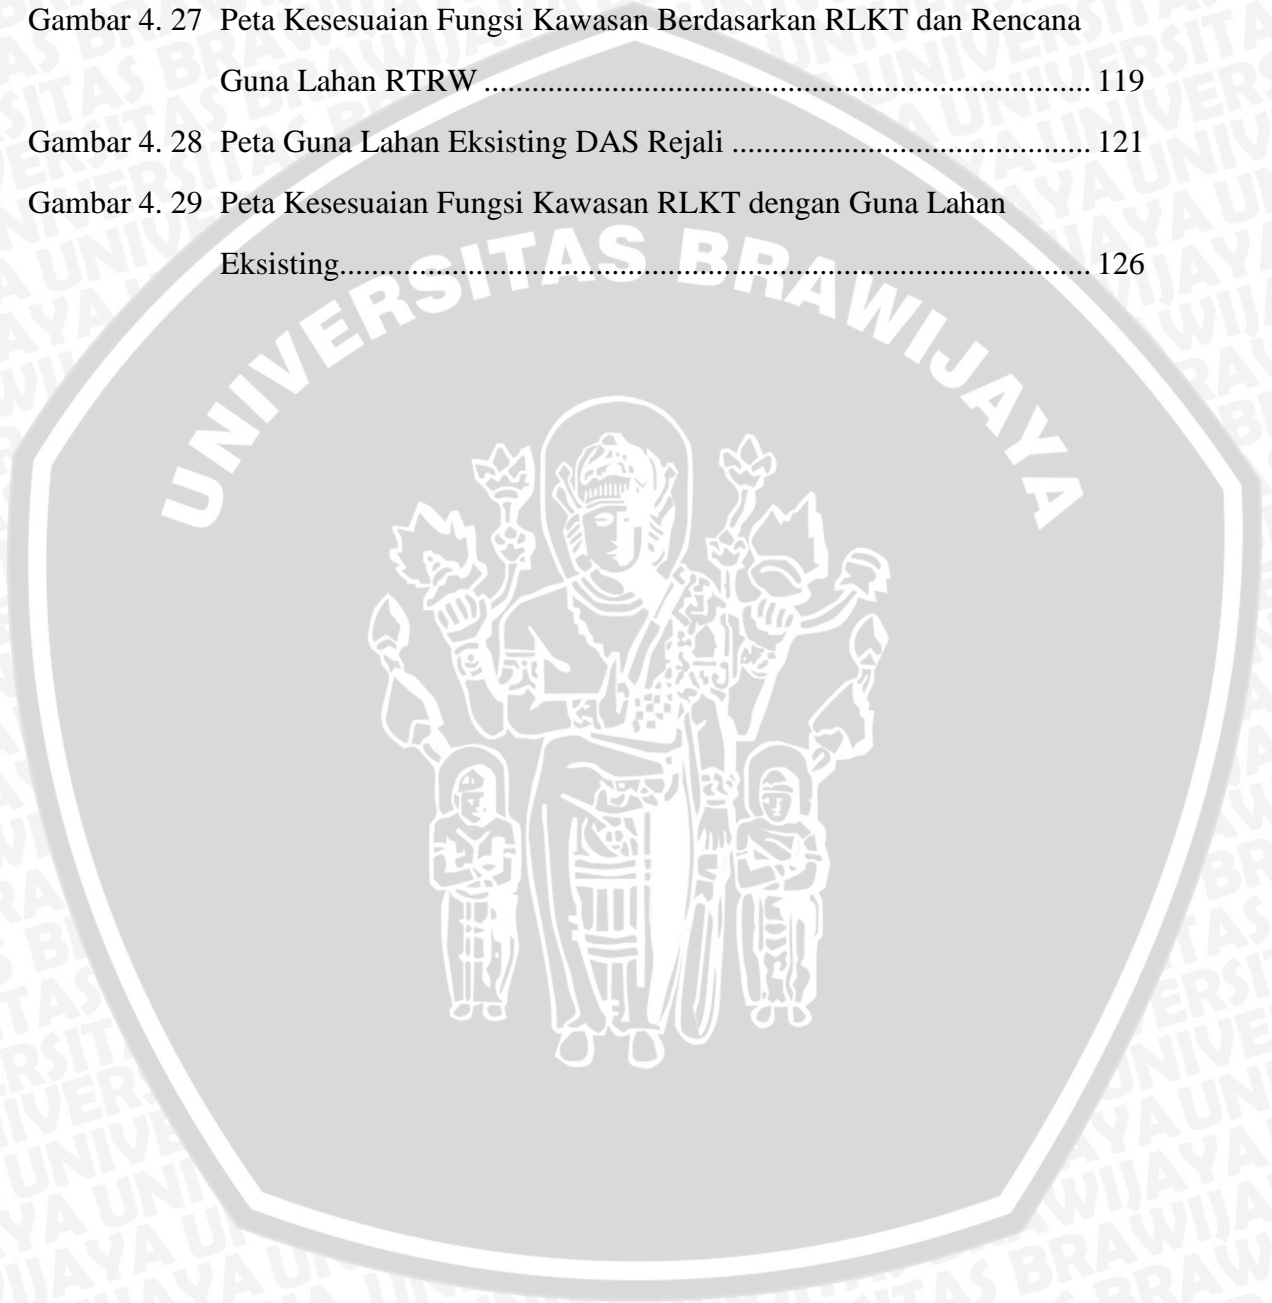 Gambar 4. 27 Peta Kesesuaian Fungsi Kawasan Berdasarkan RLKT dan Rencana
Guna Lahan RTRW ............................................................................ 119
Gambar 4. 28 Peta Guna Lahan Eksisting DAS Rejali ............................................. 121
Gambar 4. 29 Peta Kesesuaian Fungsi Kawasan RLKT dengan Guna Lahan
Eksisting.............................................................................................. 126
UNIVERSITAS BRAWIJAYA